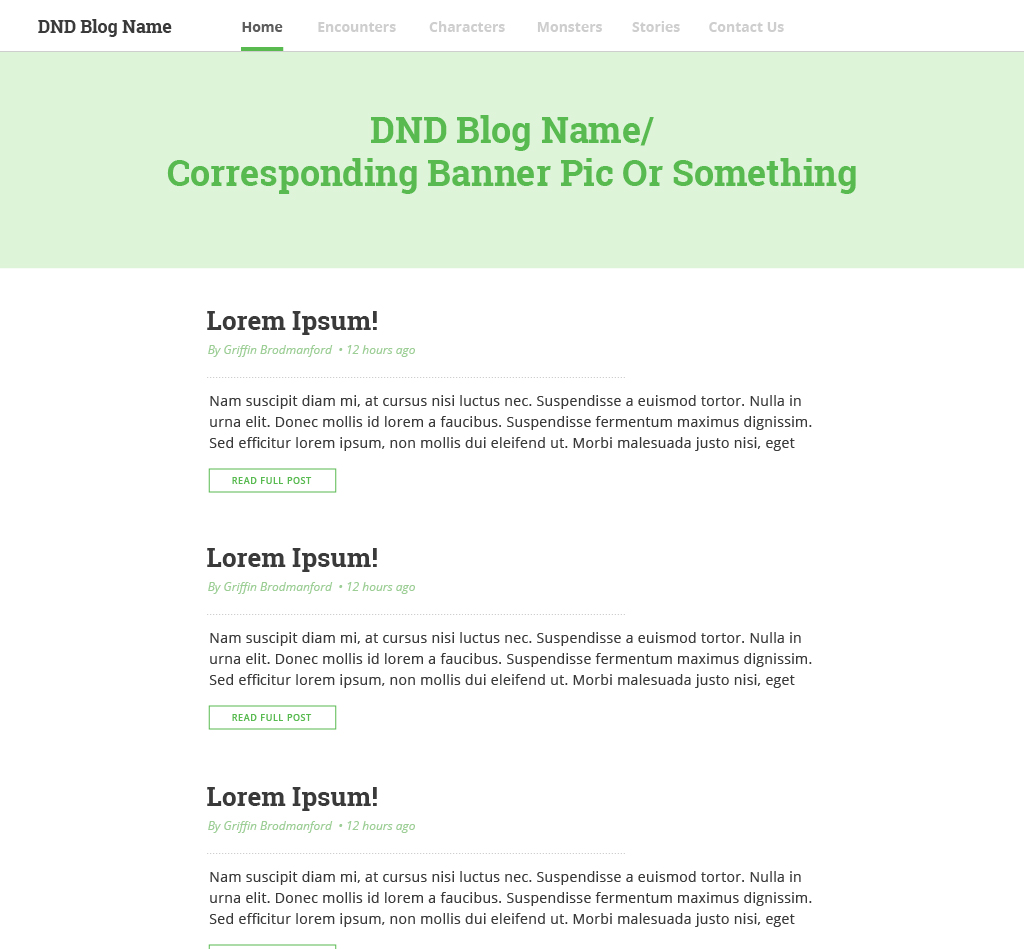 DND Blog Name
Home Encounters Characters Monsters Stories Contact Us
DND Blog Name/
Corresponding Banner Pic Or Something
Lorem Ipsum!
By Griffin Brodmanford • 12 hours ago
Nam suscipit diam mi, at cursus nisi luctus nec. Suspendisse a euismod tortor. Nulla in
urna elit. Donec mollis id lorem a faucibus. Suspendisse fermentum maximus dignissim.
Sed efficitur lorem ipsum, non mollis dui eleifend ut. Morbi malesuada justo nisi, eget
READ FULL POST
Lorem Ipsum!
By Griffin Brodmanford • 12 hours ago
Nam suscipit diam mi, at cursus nisi luctus nec. Suspendisse a euismod tortor. Nulla in
urna elit. Donec mollis id lorem a faucibus. Suspendisse fermentum maximus dignissim.
Sed efficitur lorem ipsum, non mollis dui eleifend ut. Morbi malesuada justo nisi, eget
READ FULL POST
Lorem Ipsum!
By Griffin Brodmanford • 12 hours ago
Nam suscipit diam mi, at cursus nisi luctus nec. Suspendisse a euismod tortor. Nulla in
urna elit. Donec mollis id lorem a faucibus. Suspendisse fermentum maximus dignissim.
Sed efficitur lorem ipsum, non mollis dui eleifend ut. Morbi malesuada justo nisi, eget